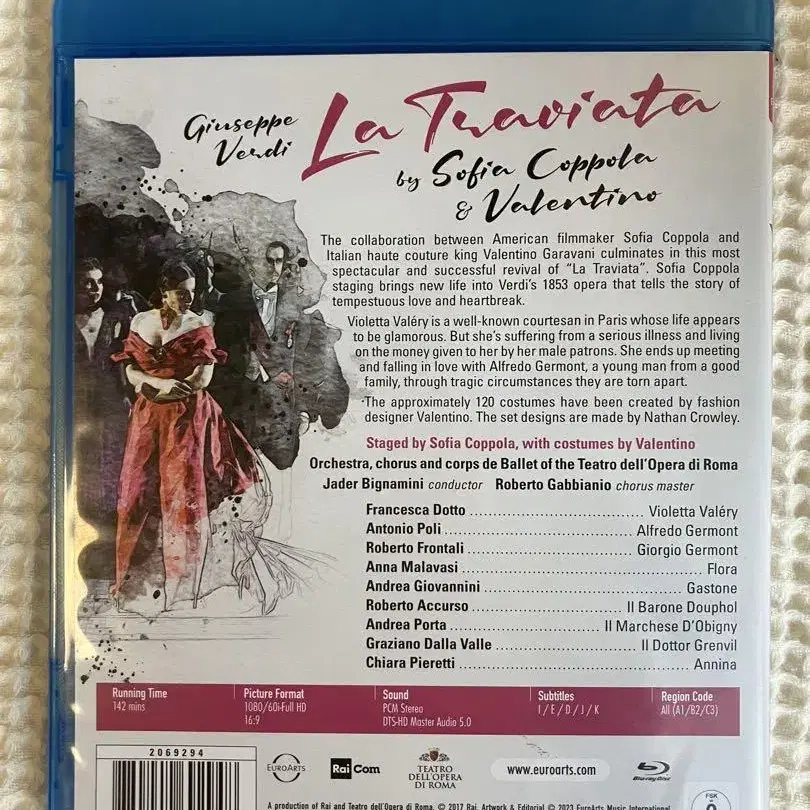 Giuseppe
Verdi
La Traviata
by Sofia Coppola
& Valentino
The collaboration between American filmmaker Sofia Coppola and
Italian haute couture king Valentino Garavani culminates in this most
spectacular and successful revival of “La Traviata”. Sofia Coppola
staging brings new life into Verdi’s 1853 opera that tells the story of
tempestuous love and heartbreak.
Violetta Valéry is a well-known courtesan in Paris whose life appears
to be glamorous. But she’s suffering from a serious illness and living
on the money given to her by her male patrons. She ends up meeting
and falling in love with Alfredo Germont, a young man from a good
family, through tragic circumstances they are torn apart.
·The approximately 120 costumes have been created by fashion
designer Valentino. The set designs are made by Nathan Crowley.
Staged by Sofia Coppola, with costumes by Valentino
Orchestra, chorus and corps de Ballet of the Teatro dell’Opera di Roma
Jader Bignamini conductor Roberto Gabbianio chorus master
Francesca Dotto ........ Violetta Valéry
Antonio Poli ........ Alfredo Germont
Roberto Frontali ........ Giorgio Germont
Anna Malavasi ........ Flora
Andrea Giovannini ........ Gastone
Roberto Accurso ........ Il Barone Douphol
Andrea Porta ........ Il Marchese D’Obigny
Graziano Dalla Valle ........ Il Dottor Grenvil
Chiara Pieretti ........ Annina
Running Time Picture Format Sound Subtitles Region Code
142 mins 1080/60i-Full HD PCM Stereo I / E / D / J / K All (A1/B2/C3)
16:9 DTS-HD Master Audio 5.0
2069294
EuroArts Rai Com TEATRO DELL’OPERA DI ROMA www.euroarts.com Blu-ray Disc
FSK
A production of Rai and Teatro dell’Opera di Roma. © 2017 Rai. Artwork & Editorial © 2023 EuroArts Music International